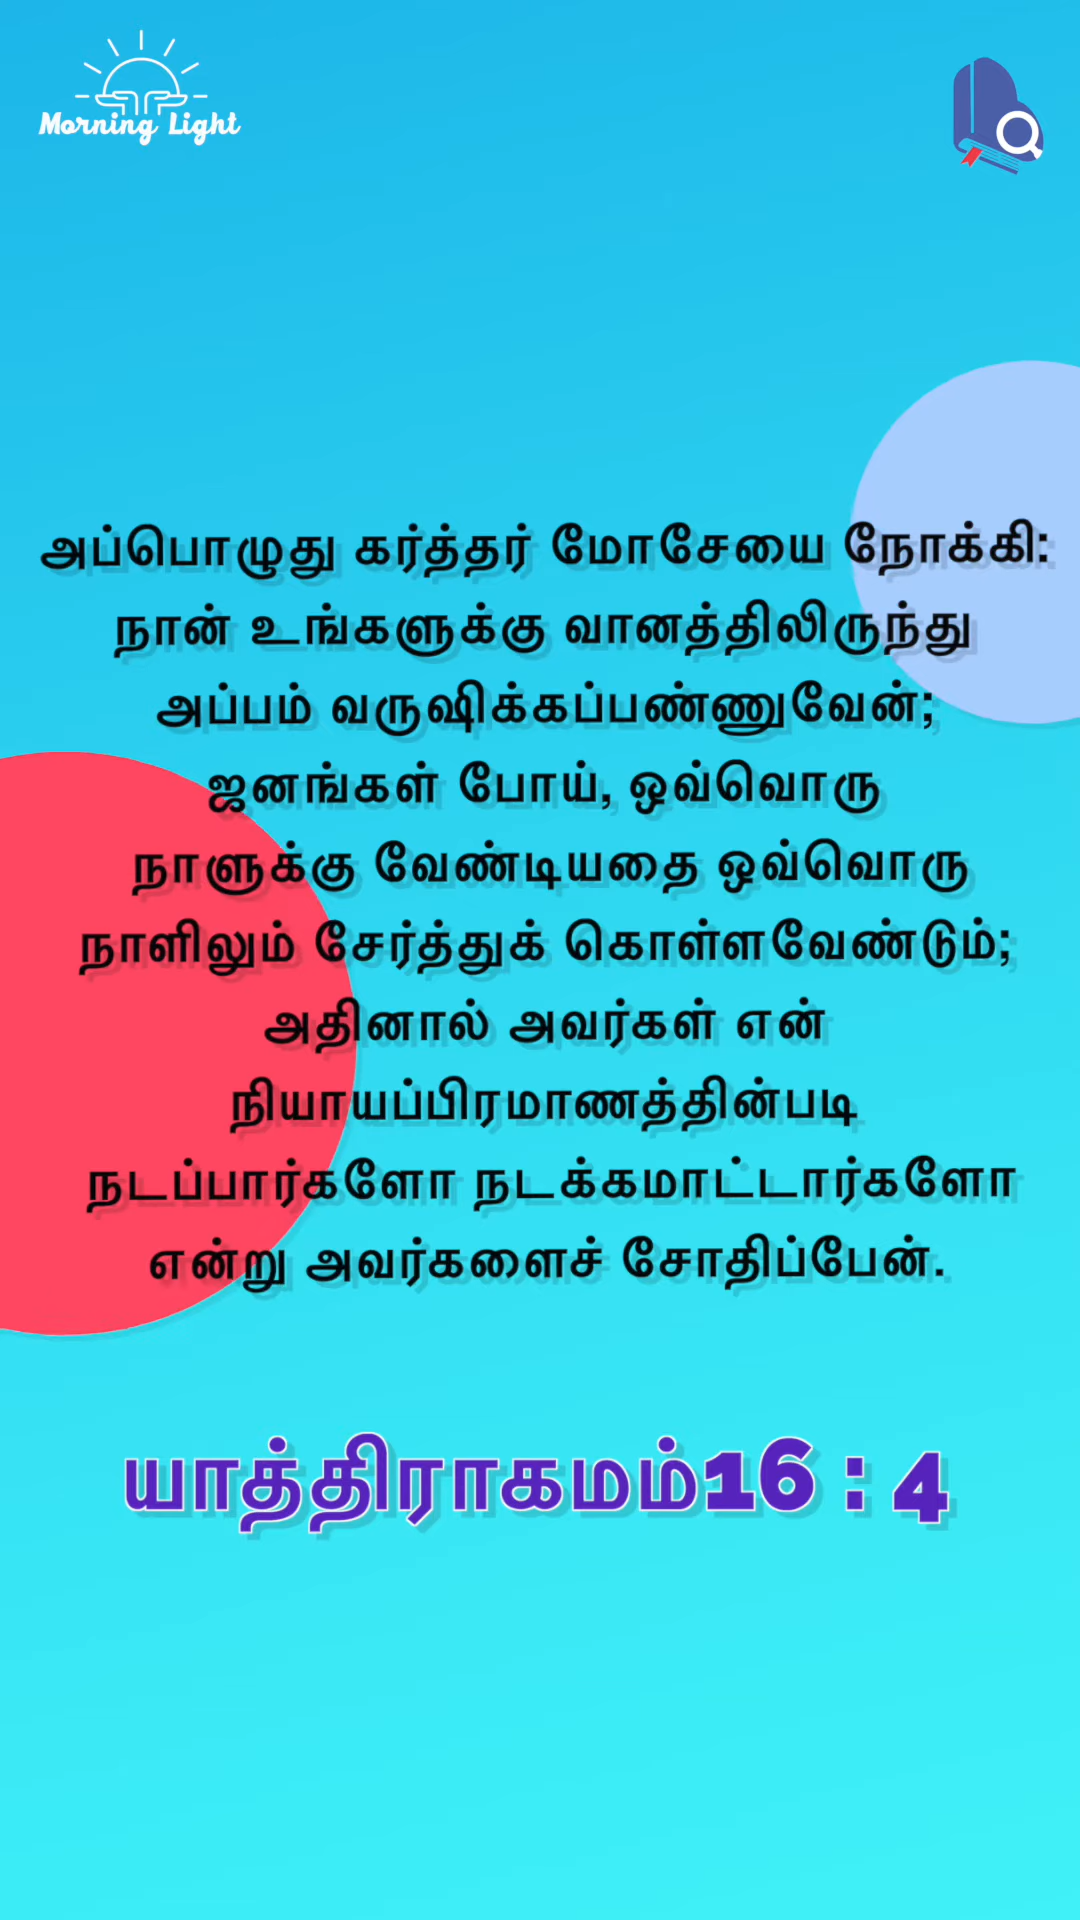 Morning Light
அப்பொழுது கர்த்தர் மோசேயை நோக்கி:
நான் உங்களுக்கு வானத்திலிருந்து
அப்பம் வருஷிக்கப்பண்ணுவேன்;
ஜனங்கள் போய், ஒவ்வொரு
நாளுக்கு வேண்டியதை ஒவ்வொரு
நாளிலும் சேர்த்துக் கொள்ளவேண்டும்;
அதினால் அவர்கள் என்
நியாயப்பிரமாணத்தின்படி
நடப்பார்களோ நடக்கமாட்டார்களோ
என்று அவர்களைச் சோதிப்பேன்.
யாத்திராகமம்16 : 4